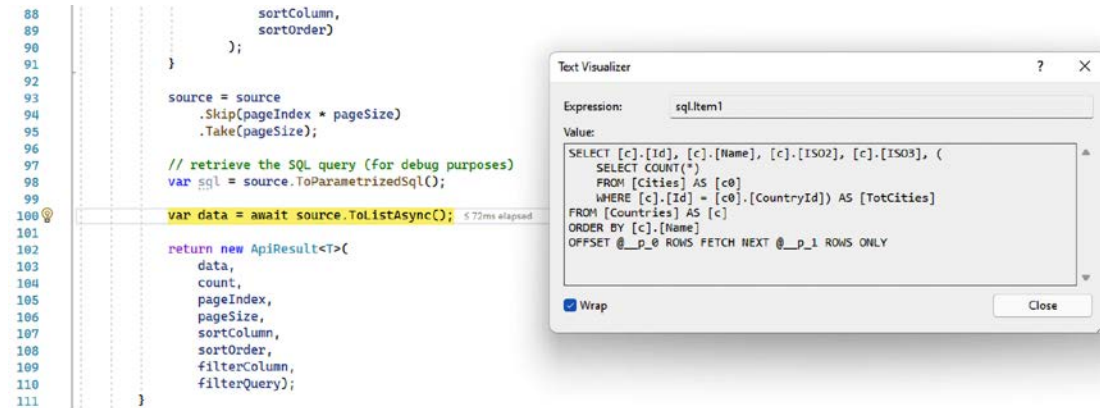 88 sortColumn,
89 sortOrder)
90 );
91 }
92
93 source = source
94 .Skip(pageIndex * pageSize)
95 .Take(pageSize);
96
97 // retrieve the SQL query (for debug purposes)
98 var sql = source.ToParametrizedSql();
99
100 var data = await source.ToListAsync(); ≤ 72ms elapsed
101
102 return new ApiResult<T>(
103 data,
104 count,
105 pageIndex,
106 pageSize,
107 sortColumn,
108 sortOrder,
109 filterColumn,
110 filterQuery);
111 }
Text Visualizer ? ×
Expression: sql.Item1
Value:
SELECT [c].[Id], [c].[Name], [c].[ISO2], [c].[ISO3], (
SELECT COUNT(*)
FROM [Cities] AS [c0]
WHERE [c].[Id] = [c0].[CountryId]) AS [TotCities]
FROM [Countries] AS [c]
ORDER BY [c].[Name]
OFFSET @__p_0 ROWS FETCH NEXT @__p_1 ROWS ONLY
Wrap
Close